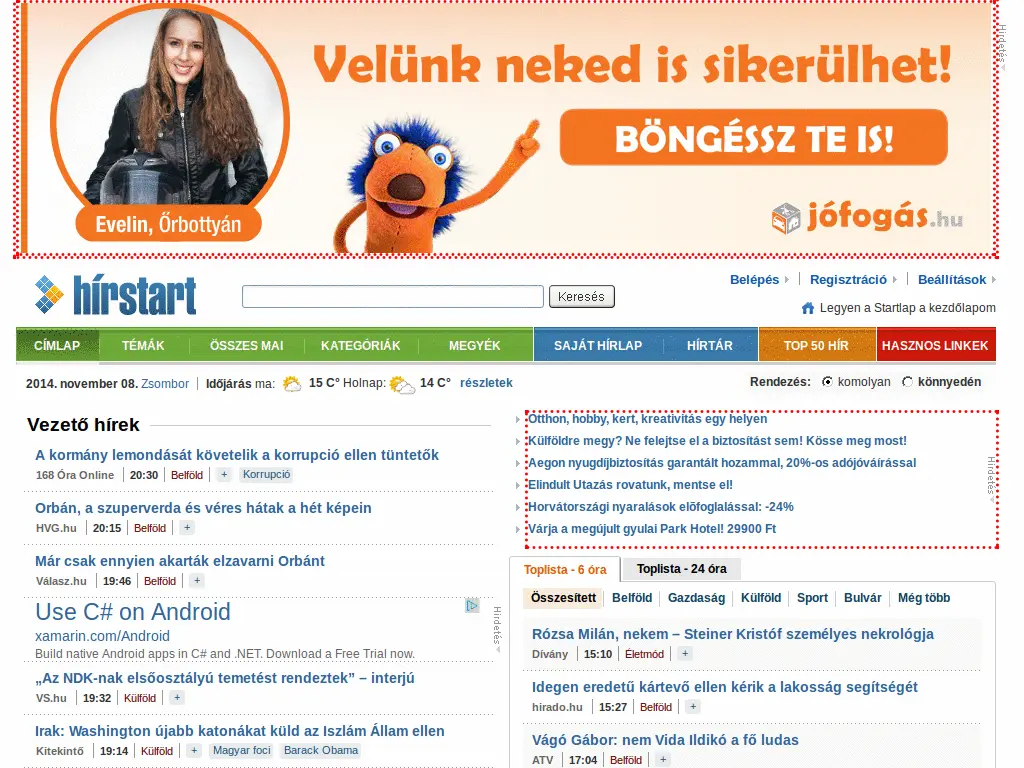 Velünk neked is sikerülhet!
BÖNGÉSSZ TE IS!
Evelin, Őrbottyán
jófogás.hu
Hirdetés
hírstart
Keresés
Belépés
Regisztráció
Beállítások
Legyen a Startlap a kezdőlapom
CÍMLAP TÉMÁK ÖSSZES MAI KATEGÓRIÁK MEGYÉK SAJÁT HÍRLAP HÍRTÁR TOP 50 HÍR HASZNOS LINKEK
2014. november 08. Zsombor Időjárás ma: 15 C° Holnap: 14 C° részletek
Rendezés: komolyan könnyedén
Vezető hírek
A kormány lemondását követelik a korrupció ellen tüntetők
168 Óra Online 20:30 Belföld + Korrupció
Orbán, a szuperverda és véres hátak a hét képein
HVG.hu 20:15 Belföld +
Már csak ennyien akarták elzavarni Orbánt
Válasz.hu 19:46 Belföld +
Use C# on Android
xamarin.com/Android
Build native Android apps in C# and .NET. Download a Free Trial now.
Hirdetés
„Az NDK-nak elsőosztályú temetést rendeztek” – interjú
VS.hu 19:32 Külföld +
Irak: Washington újabb katonákat küld az Iszlám Állam ellen
Kitekintő 19:14 Külföld + Magyar foci Barack Obama
Otthon, hobby, kert, kreativitás egy helyen
Külföldre megy? Ne felejtse el a biztosítást sem! Kösse meg most!
Aegon nyugdíjbiztosítás garantált hozammal, 20%-os adójóváírással
Elindult Utazás rovatunk, mentse el!
Horvátországi nyaralások előfoglalással: -24%
Várja a megújult gyulai Park Hotel! 29900 Ft
Hirdetés
Toplista - 6 óra Toplista - 24 óra
Összesített Belföld Gazdaság Külföld Sport Bulvár Még több
Rózsa Milán, nekem – Steiner Kristóf személyes nekrológja
Dívány 15:10 Életmód +
Idegen eredetű kártevő ellen kérik a lakosság segítségét
hirado.hu 15:27 Belföld +
Vágó Gábor: nem Vida Ildikó a fő ludas
ATV 17:04 Belföld +